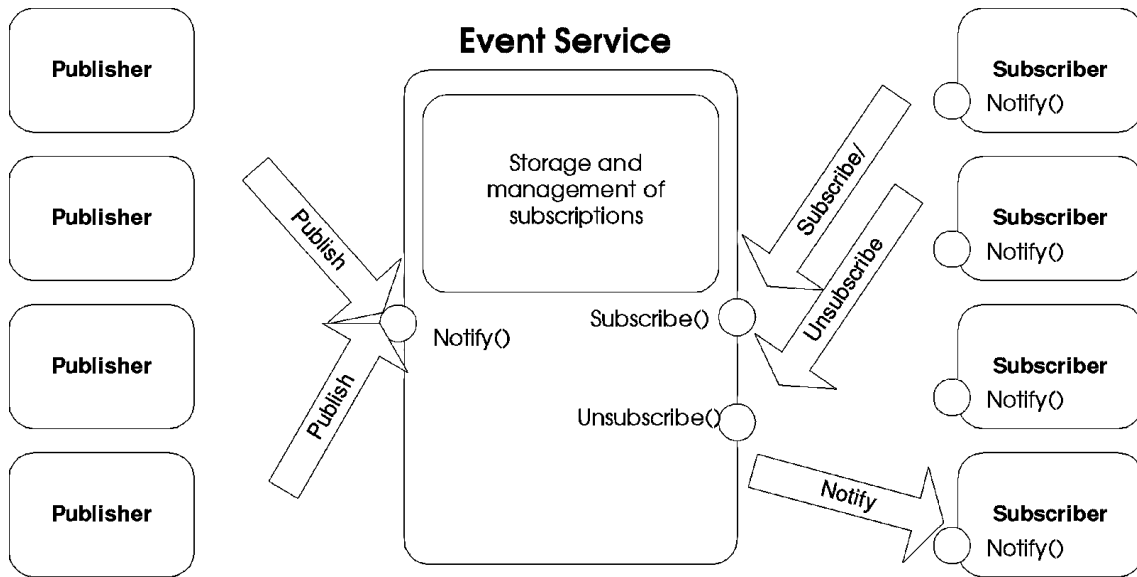 Event Service
Publisher
Publisher
Publisher
Publisher
Storage and
management of
subscriptions
Publish
Publish
Notify()
Subscribe()
Unsubscribe()
Subscribe/
Unsubscribe
Notify
Subscriber
Notify()
Subscriber
Notify()
Subscriber
Notify()
Subscriber
Notify()